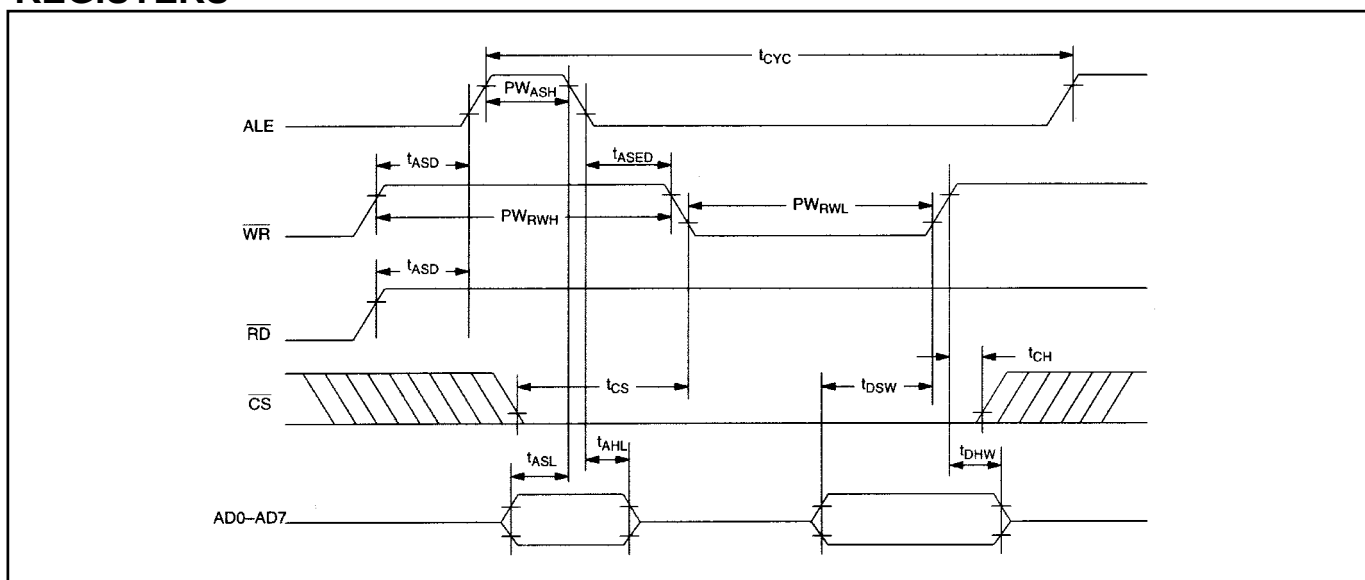 REGISTERS
tCYC
PWASH
ALE
tASD
tASED
PWRWH
PWRWL
WR
tASD
RD
tCH
tCS
tDSW
CS
tASL
tAHL
tDHW
AD0–AD7